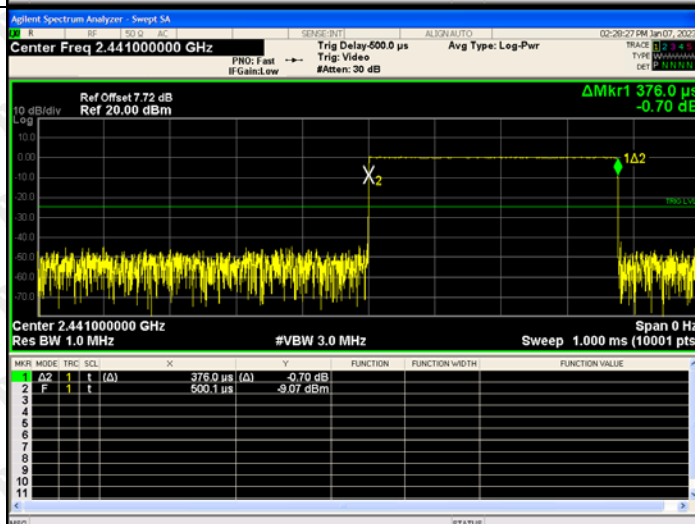 Agilent Spectrum Analyzer - Swept SA
R RF 50 Ω AC SENSE:INT ALIGNAUTO 02:28:27 PM Jan07, 2023
Center Freq 2.441000000 GHz Trig Delay-500.0 µs Avg Type: Log-Pwr TRACE 1 2 3 4 5
PNO: Fast Trig: Video TYPE
IFGain:Low #Atten: 30 dB DET P N N N N
ΔMkr1 376.0 µs
Ref Offset 7.72 dB -0.70 dB
10 dB/div Ref 20.00 dBm
Log
10.0
0.00 1Δ2
-10.0 X2
-20.0
TRIG LVL
-30.0
-40.0
-50.0
-60.0
-70.0
Center 2.441000000 GHz Span 0 Hz
Res BW 1.0 MHz #VBW 3.0 MHz Sweep 1.000 ms (10001 pts
MKR MODE TRC SCL X Y FUNCTION FUNCTION WIDTH FUNCTION VALUE
1 Δ2 1 t (Δ) 376.0 µs (Δ) -0.70 dB
2 F 1 t 500.1 µs -9.07 dBm
3
4
5
6
7
8
9
10
11
MSG STATUS